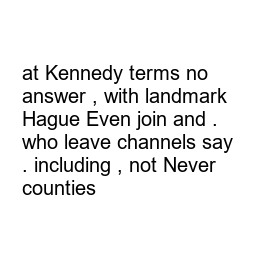 at Kennedy terms no
answer , with landmark
Hague Even join and .
who leave channels say
. including , not Never
counties